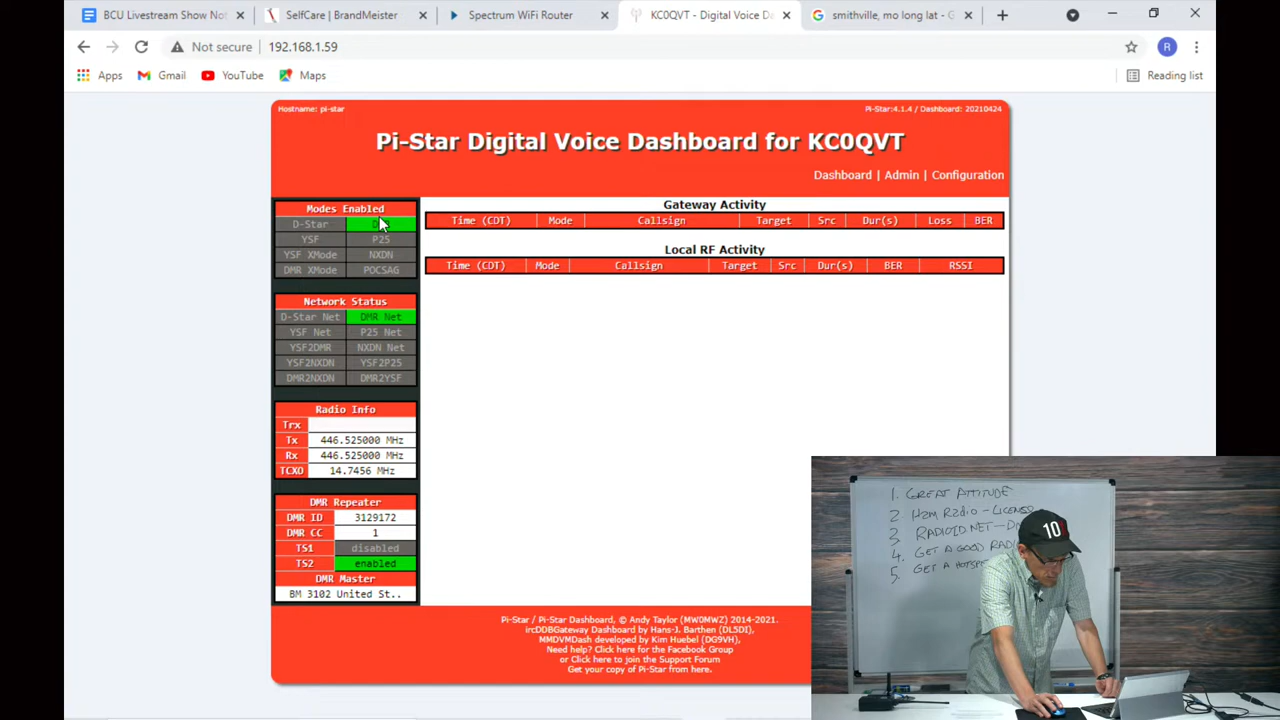 BCU Livestream Show Not
SelfCare | BrandMeister
Spectrum WiFi Router
KC0QVT - Digital Voice Da
smithville, mo long lat - G
Not secure | 192.168.1.59
R
Apps
Gmail
YouTube
Maps
Reading list
Hostname: pi-star
Pi-Star:4.1.4 / Dashboard: 20210424
Pi-Star Digital Voice Dashboard for KC0QVT
Dashboard | Admin | Configuration
Modes Enabled
D-Star
YSF P25
YSF XMode NXDN
DMR XMode POCSAG
Network Status
D-Star Net DMR Net
YSF Net P25 Net
YSF2DMR NXDN Net
YSF2NXDN YSF2P25
DMR2NXDN DMR2YSF
Radio Info
Trx
Tx 446.525000 MHz
Rx 446.525000 MHz
TCXO 14.7456 MHz
DMR Repeater
DMR ID 3129172
DMR CC 1
TS1 disabled
TS2 enabled
DMR Master
BM 3102 United St..
Gateway Activity
Time (CDT) Mode Callsign Target Src Dur(s) Loss BER
Local RF Activity
Time (CDT) Mode Callsign Target Src Dur(s) BER RSSI
Pi-Star / Pi-Star Dashboard, © Andy Taylor (MW0MWZ) 2014-2021.
ircDDBGateway Dashboard by Hans-J. Barthen (DL5DI),
MMDVMDash developed by Kim Huebel (DG9VH),
Need help? Click here for the Facebook Group
or Click here to join the Support Forum
Get your copy of Pi-Star from here.
1. GREAT ATTITUDE
2 HAM RADIO - LICENSE
3. RADIOID NET-
4. GET A GOOD
5. GET A
10